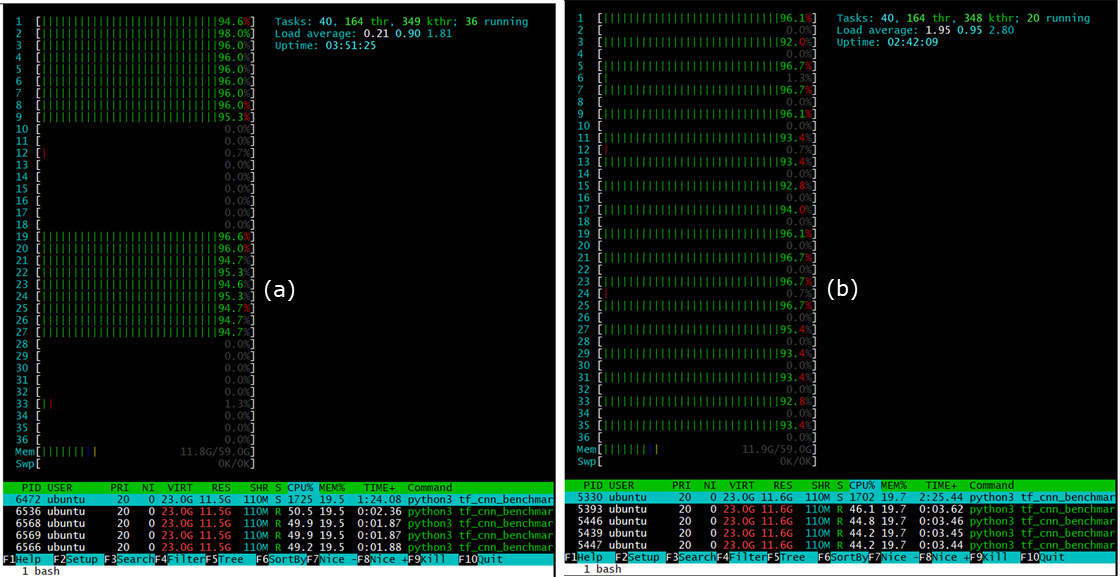 1 [94.6%]
2 [98.0%]
3 [96.0%]
4 [96.0%]
5 [96.0%]
6 [96.0%]
7 [96.0%]
8 [96.0%]
9 [95.3%]
10 [0.0%]
11 [0.0%]
12 [0.7%]
13 [0.0%]
14 [0.0%]
15 [0.0%]
16 [0.0%]
17 [0.0%]
18 [0.0%]
19 [96.6%]
20 [96.0%]
21 [94.7%]
22 [95.3%]
23 [94.6%]
24 [95.3%]
25 [94.7%]
26 [94.7%]
27 [94.7%]
28 [0.0%]
29 [0.0%]
30 [0.0%]
31 [0.0%]
32 [0.0%]
33 [1.3%]
34 [0.0%]
35 [0.0%]
36 [0.0%]
Mem[11.8G/59.0G]
Swp[0K/0K]
Tasks: 40, 164 thr, 349 kthr; 36 running
Load average: 0.21 0.90 1.81
Uptime: 03:51:25
(a)
PID USER PRI NI VIRT RES SHR S CPU% MEM% TIME+ Command
6472 ubuntu 20 0 23.0G 11.5G 110M S 1725 19.5 1:24.08 python3 tf_cnn_benchmar
6536 ubuntu 20 0 23.0G 11.5G 110M R 50.5 19.5 0:02.36 python3 tf_cnn_benchmar
6568 ubuntu 20 0 23.0G 11.5G 110M R 49.9 19.5 0:01.87 python3 tf_cnn_benchmar
6569 ubuntu 20 0 23.0G 11.5G 110M R 49.9 19.5 0:01.87 python3 tf_cnn_benchmar
6566 ubuntu 20 0 23.0G 11.5G 110M R 49.2 19.5 0:01.88 python3 tf_cnn_benchmar
F1Help F2Setup F3SearchF4FilterF5Tree F6SortByF7Nice -F8Nice +F9Kill F10Quit
1 bash
1 [96.1%]
2 [0.0%]
3 [92.0%]
4 [0.0%]
5 [96.7%]
6 [1.3%]
7 [96.7%]
8 [0.0%]
9 [96.1%]
10 [0.0%]
11 [93.4%]
12 [0.7%]
13 [93.4%]
14 [0.0%]
15 [92.8%]
16 [0.0%]
17 [94.0%]
18 [0.0%]
19 [96.1%]
20 [0.0%]
21 [96.7%]
22 [0.0%]
23 [96.7%]
24 [0.7%]
25 [96.7%]
26 [0.0%]
27 [95.4%]
28 [0.0%]
29 [93.4%]
30 [0.0%]
31 [93.4%]
32 [0.0%]
33 [92.8%]
34 [0.0%]
35 [93.4%]
36 [0.0%]
Mem[11.9G/59.0G]
Swp[0K/0K]
Tasks: 40, 164 thr, 348 kthr; 20 running
Load average: 1.95 0.95 2.80
Uptime: 02:42:09
(b)
PID USER PRI NI VIRT RES SHR S CPU% MEM% TIME+ Command
5330 ubuntu 20 0 23.0G 11.6G 110M S 1702 19.7 2:25.44 python3 tf_cnn_benchmar
5393 ubuntu 20 0 23.0G 11.6G 110M R 46.1 19.7 0:03.62 python3 tf_cnn_benchmar
5446 ubuntu 20 0 23.0G 11.6G 110M R 44.8 19.7 0:03.46 python3 tf_cnn_benchmar
5439 ubuntu 20 0 23.0G 11.6G 110M R 44.2 19.7 0:03.45 python3 tf_cnn_benchmar
5447 ubuntu 20 0 23.0G 11.6G 110M R 44.2 19.7 0:03.44 python3 tf_cnn_benchmar
F1Help F2Setup F3SearchF4FilterF5Tree F6SortByF7Nice -F8Nice +F9Kill F10Quit
1 bash